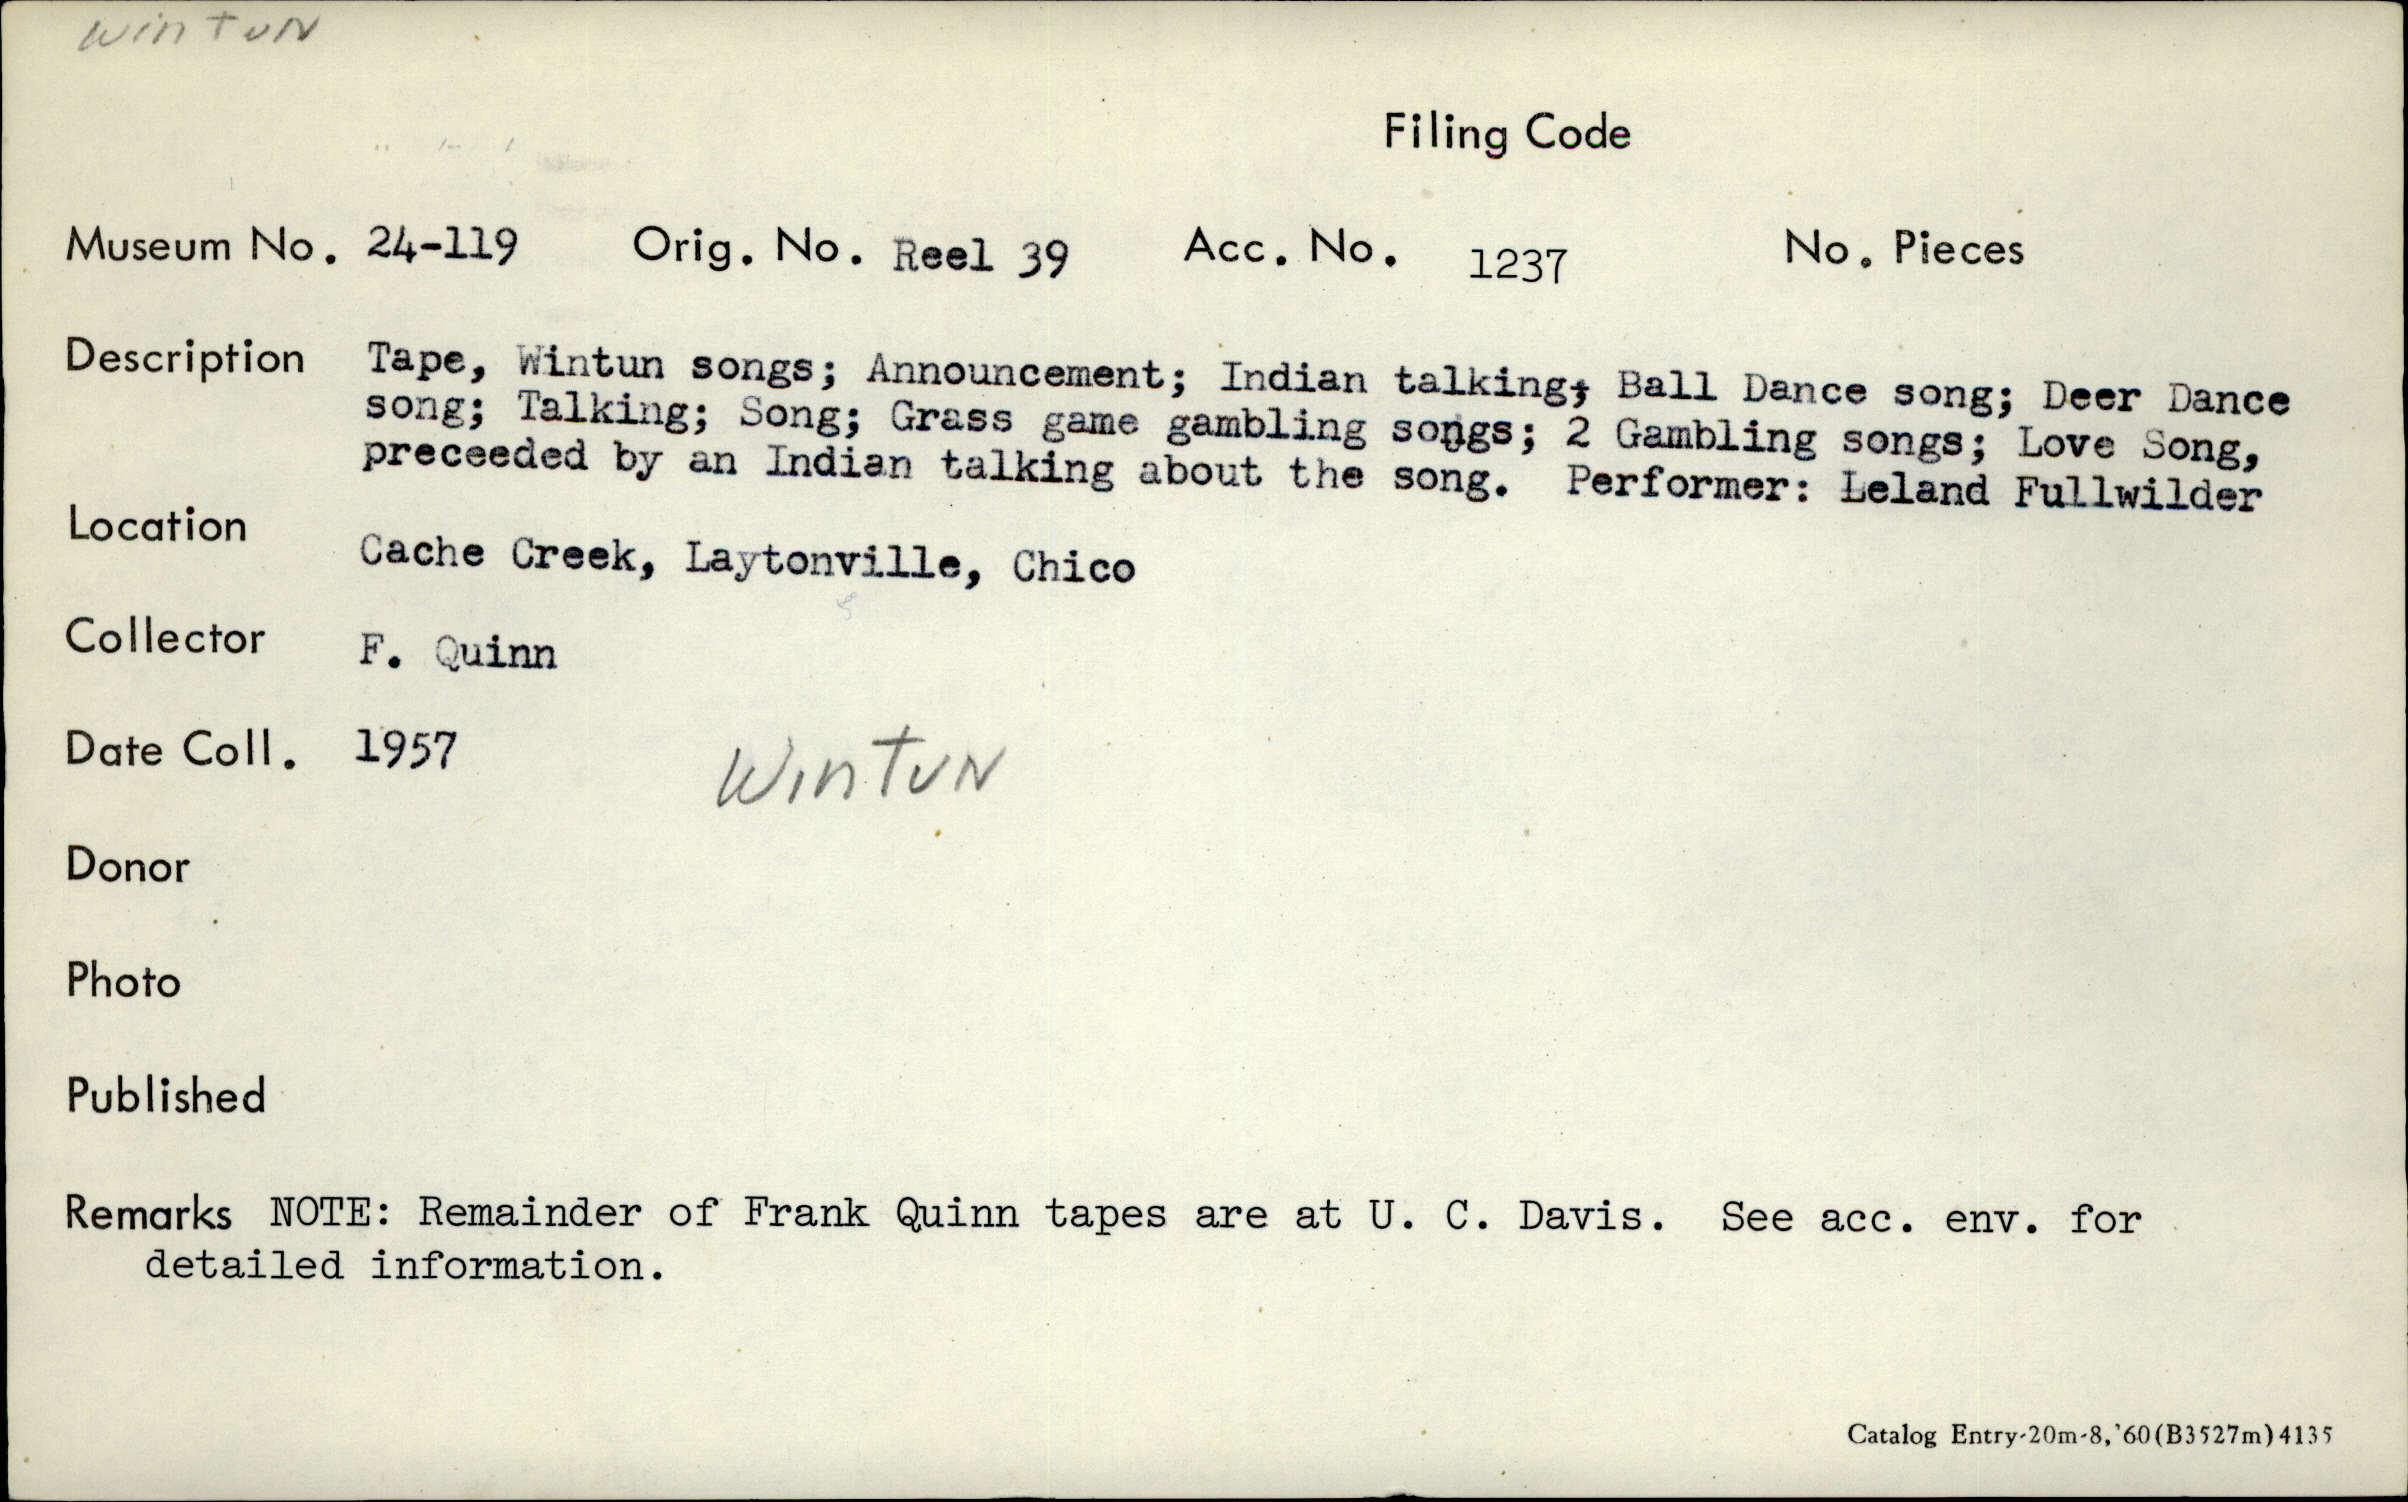 WinTUN
Filing Code
Museum No. 24-119 Orig. No. Reel 39 Acc. No. 1237 No. Pieces
Description Tape, Wintun songs; Announcement; Indian talking; Ball Dance song; Deer Dance
song; Talking; Song; Grass game gambling songs; 2 Gambling songs; Love Song,
preceeded by an Indian talking about the song. Performer: Leland Fullwilder
Location
Cache Creek, Laytonville, Chico
Collector F. Quinn
Date Coll. 1957
WinTUN
Donor
Photo
Published
Remarks NOTE: Remainder of Frank Quinn tapes are at U. C. Davis. See acc. env. for
detailed information.
Catalog Entry-20m-8,'60(B3527m)4135